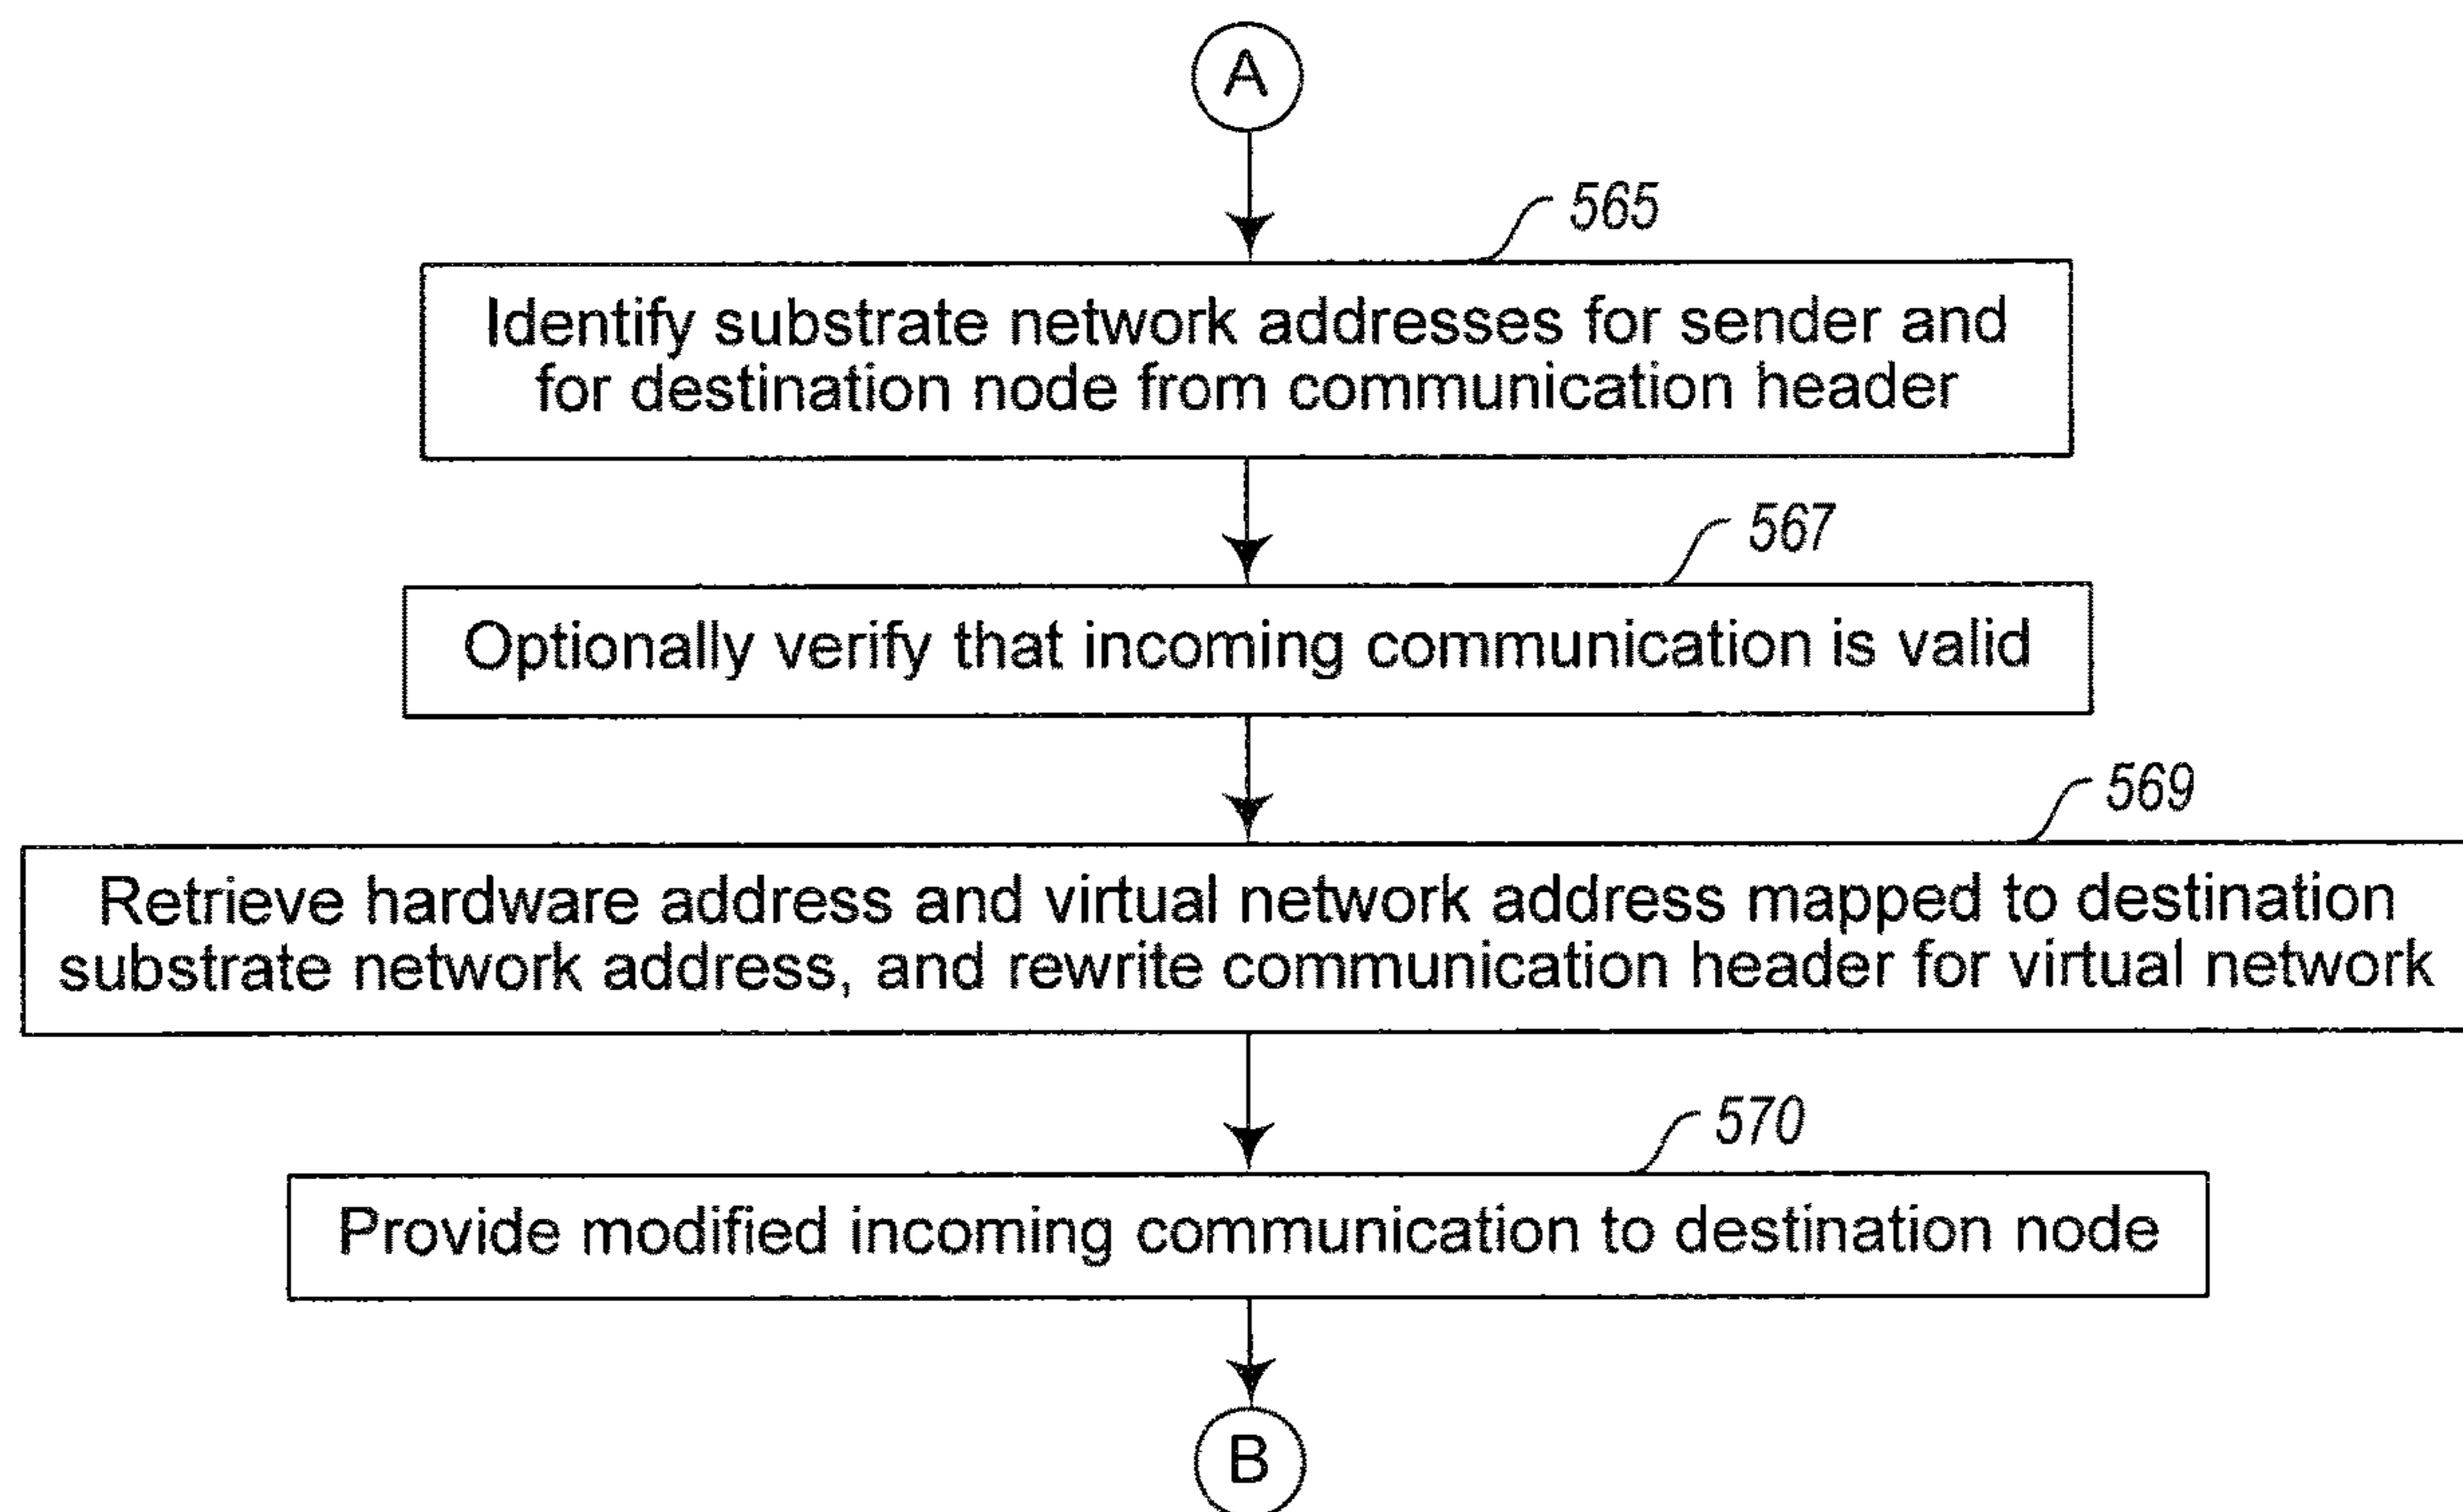 A
565
Identify substrate network addresses for sender and
for destination node from communication header
567
Optionally verify that incoming communication is valid
569
Retrieve hardware address and virtual network address mapped to destination
substrate network address, and rewrite communication header for virtual network
570
Provide modified incoming communication to destination node
B